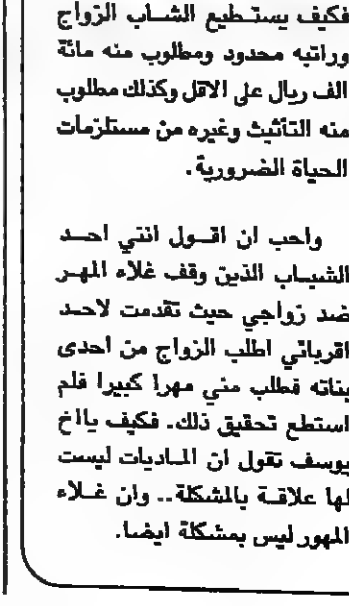 فكيف يستطيع الشاب الزواج
وراتبه محدود ومطلوب منه مائة
الف ريال على الاقل وكذلك مطلوب
منه التأثيث وغيره من مستلزمات
الحياة الضرورية.
واحب ان اقول انني احد
الشباب الذين وقف غلاء المهر
ضد زواجي حيث تقدمت لاحد
اقربائي اطلب الزواج من احدى
بناته فطلب مني مهرا كبيرا فلم
استطع تحقيق ذلك. فكيف يااخ
يوسف تقول ان الماديات ليست
لها علاقة بالمشكلة.. وان غلاء
المهور ليس بمشكلة ايضا.